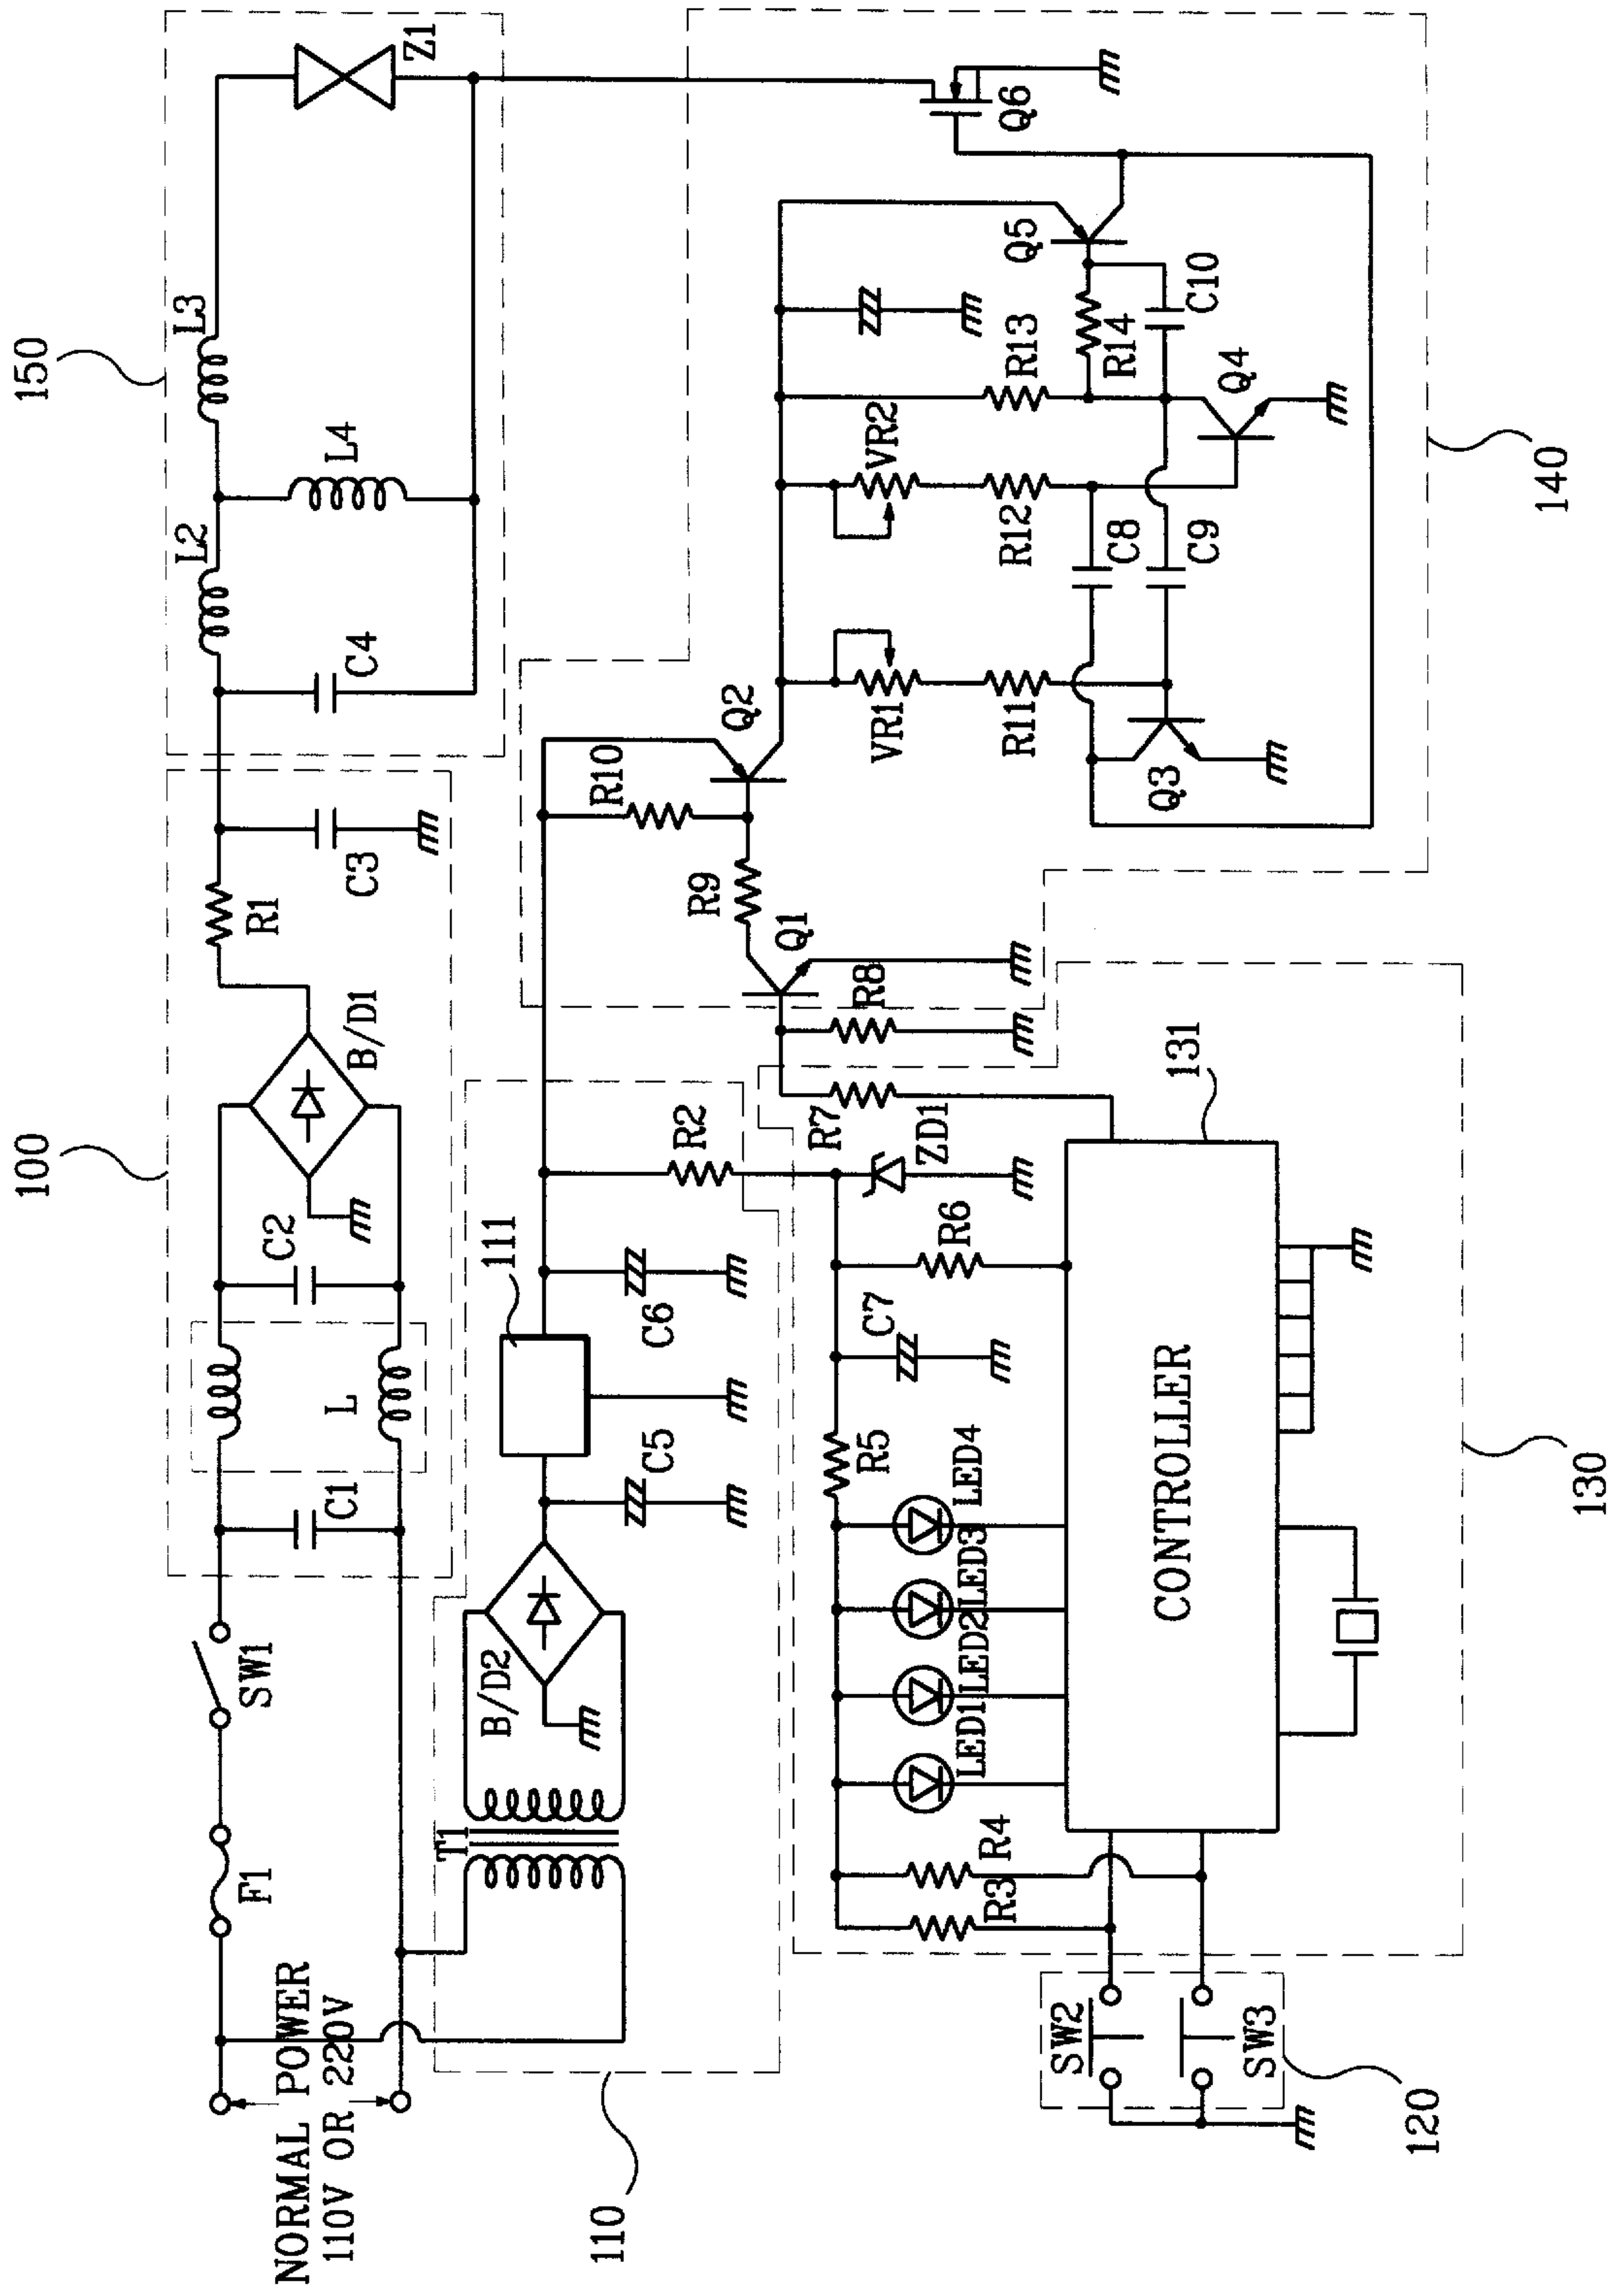 100
150
F1
SW1
C1
L
C2
B/D1
R1
C3
C4
L2
L4
L3
Z1
NORMAL POWER
110V OR 220V
T1
B/D2
C5
111
C6
R2
110
R10
Q2
R9
Q1
R8
R7
VR1
R11
VR2
R12
R13
R14
C8
C9
C10
Q3
Q4
Q5
Q6
140
R3
R4
LED1
LED2
LED3
LED4
R5
C7
R6
ZD1
131
CONTROLLER
130
SW2
SW3
120